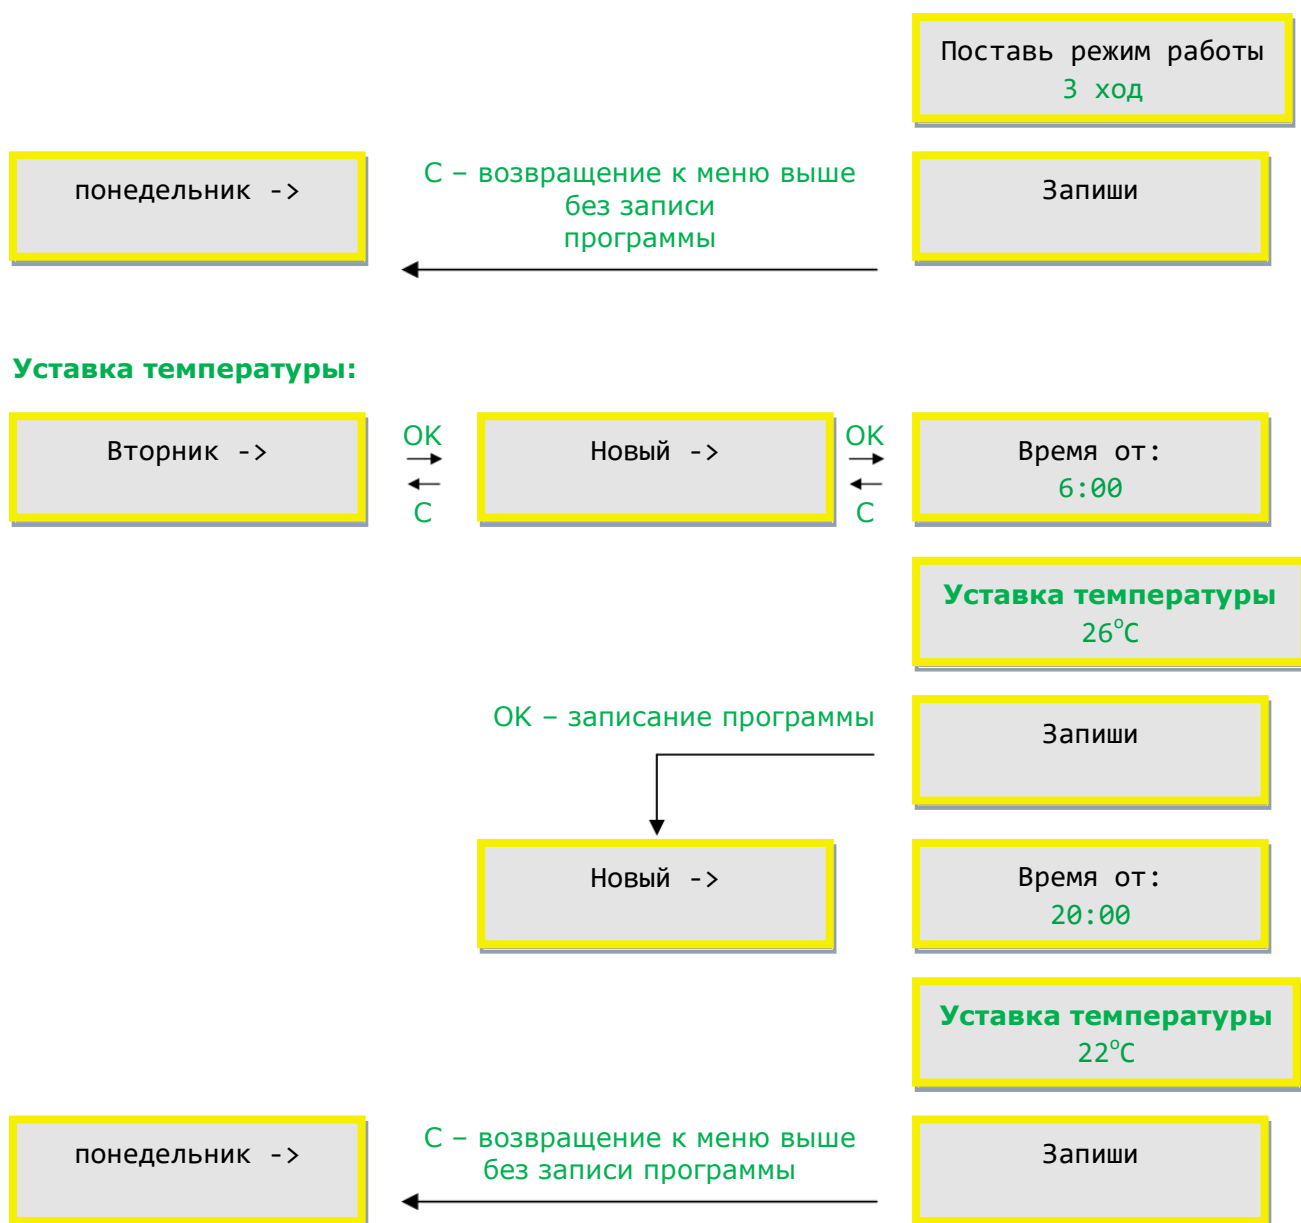 Поставь режим работы
3 ход
понедельник ->
С – возвращение к меню выше
без записи
программы
Запиши
Уставка температуры:
Вторник ->
OK
C
Новый ->
OK
C
Время от:
6:00
Уставка температуры
26°C
OK – записание программы
Запиши
Новый ->
Время от:
20:00
Уставка температуры
22°C
понедельник ->
С – возвращение к меню выше
без записи программы
Запиши